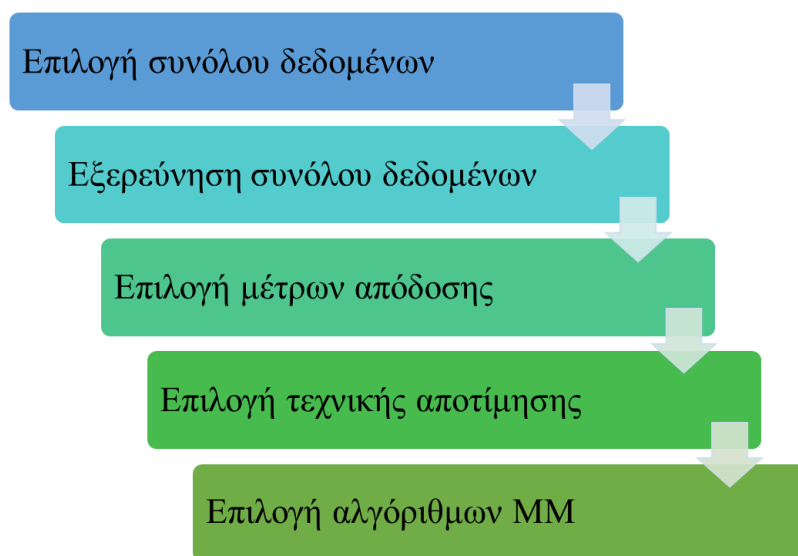 Επιλογή συνόλου δεδομένων
Εξερεύνηση συνόλου δεδομένων
Επιλογή μέτρων απόδοσης
Επιλογή τεχνικής αποτίμησης
Επιλογή αλγόριθμων ΜΜ